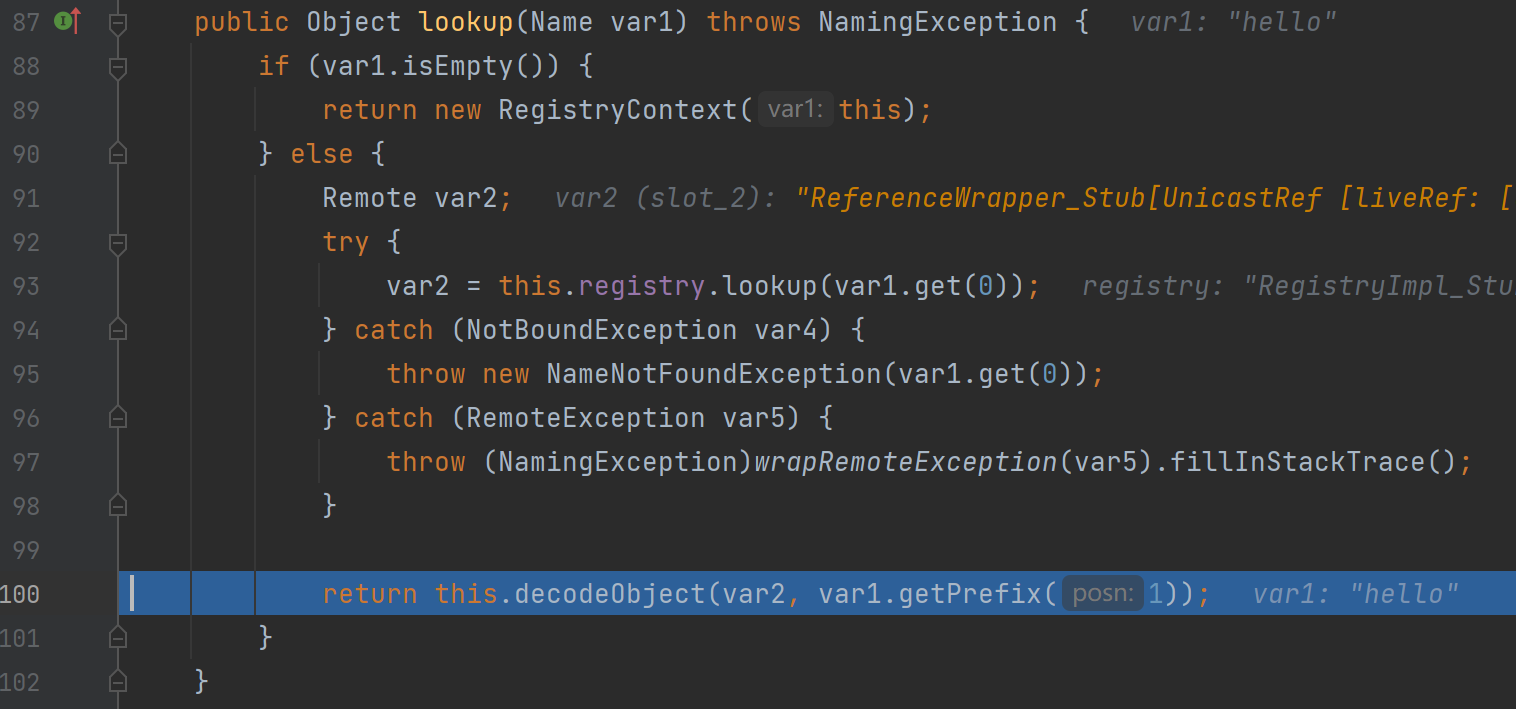 87 public Object lookup(Name var1) throws NamingException { var1: "hello"
88 if (var1.isEmpty()) {
89 return new RegistryContext( var1: this);
90 } else {
91 Remote var2; var2 (slot_2): "ReferenceWrapper_Stub[UnicastRef [liveRef: [
92 try {
93 var2 = this.registry.lookup(var1.get(0)); registry: "RegistryImpl_Stu
94 } catch (NotBoundException var4) {
95 throw new NameNotFoundException(var1.get(0));
96 } catch (RemoteException var5) {
97 throw (NamingException)wrapRemoteException(var5).fillInStackTrace();
98 }
99
100 return this.decodeObject(var2, var1.getPrefix( posn: 1)); var1: "hello"
101 }
102 }